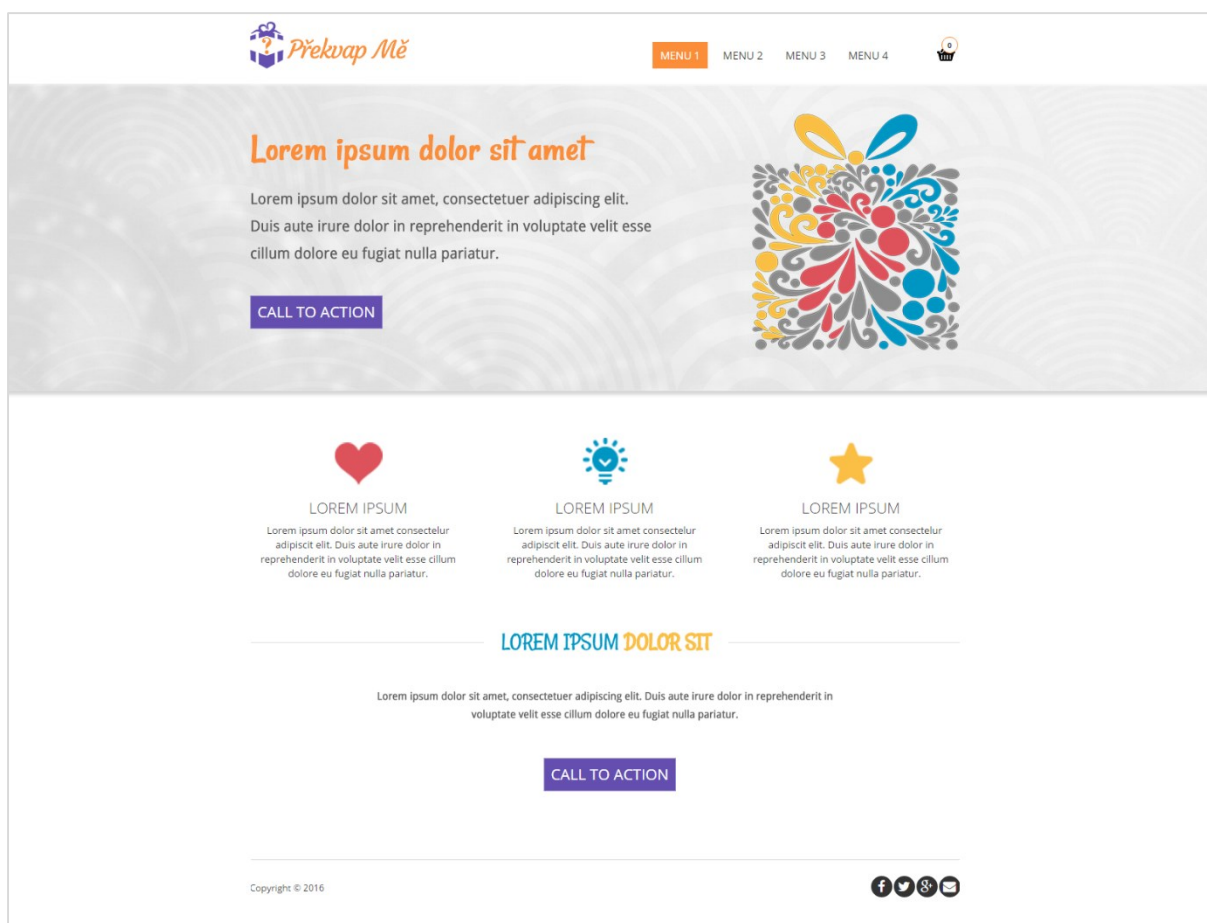 ?
Překvap Mě
MENU 1 MENU 2 MENU 3 MENU 4 0
Lorem ipsum dolor sit amet
Lorem ipsum dolor sit amet, consectetuer adipiscing elit.
Duis aute irure dolor in reprehenderit in voluptate velit esse
cillum dolore eu fugiat nulla pariatur.
CALL TO ACTION
LOREM IPSUM
Lorem ipsum dolor sit amet consectelur
adipiscit elit. Duis aute irure dolor in
reprehenderit in voluptate velit esse cillum
dolore eu fugiat nulla pariatur.
LOREM IPSUM
Lorem ipsum dolor sit amet consectelur
adipiscit elit. Duis aute irure dolor in
reprehenderit in voluptate velit esse cillum
dolore eu fugiat nulla pariatur.
LOREM IPSUM
Lorem ipsum dolor sit amet consectelur
adipiscit elit. Duis aute irure dolor in
reprehenderit in voluptate velit esse cillum
dolore eu fugiat nulla pariatur.
LOREM IPSUM DOLOR SIT
Lorem ipsum dolor sit amet, consectetuer adipiscing elit. Duis aute irure dolor in reprehenderit in
voluptate velit esse cillum dolore eu fugiat nulla pariatur.
CALL TO ACTION
Copyright © 2016